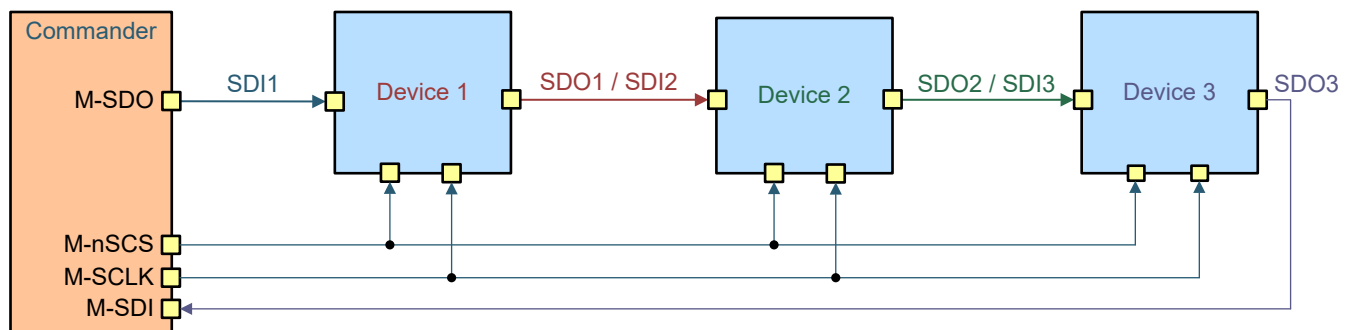 Commander
M-SDO
SDI1
Device 1
SDO1 / SDI2
Device 2
SDO2 / SDI3
Device 3
SDO3
M-nSCS
M-SCLK
M-SDI